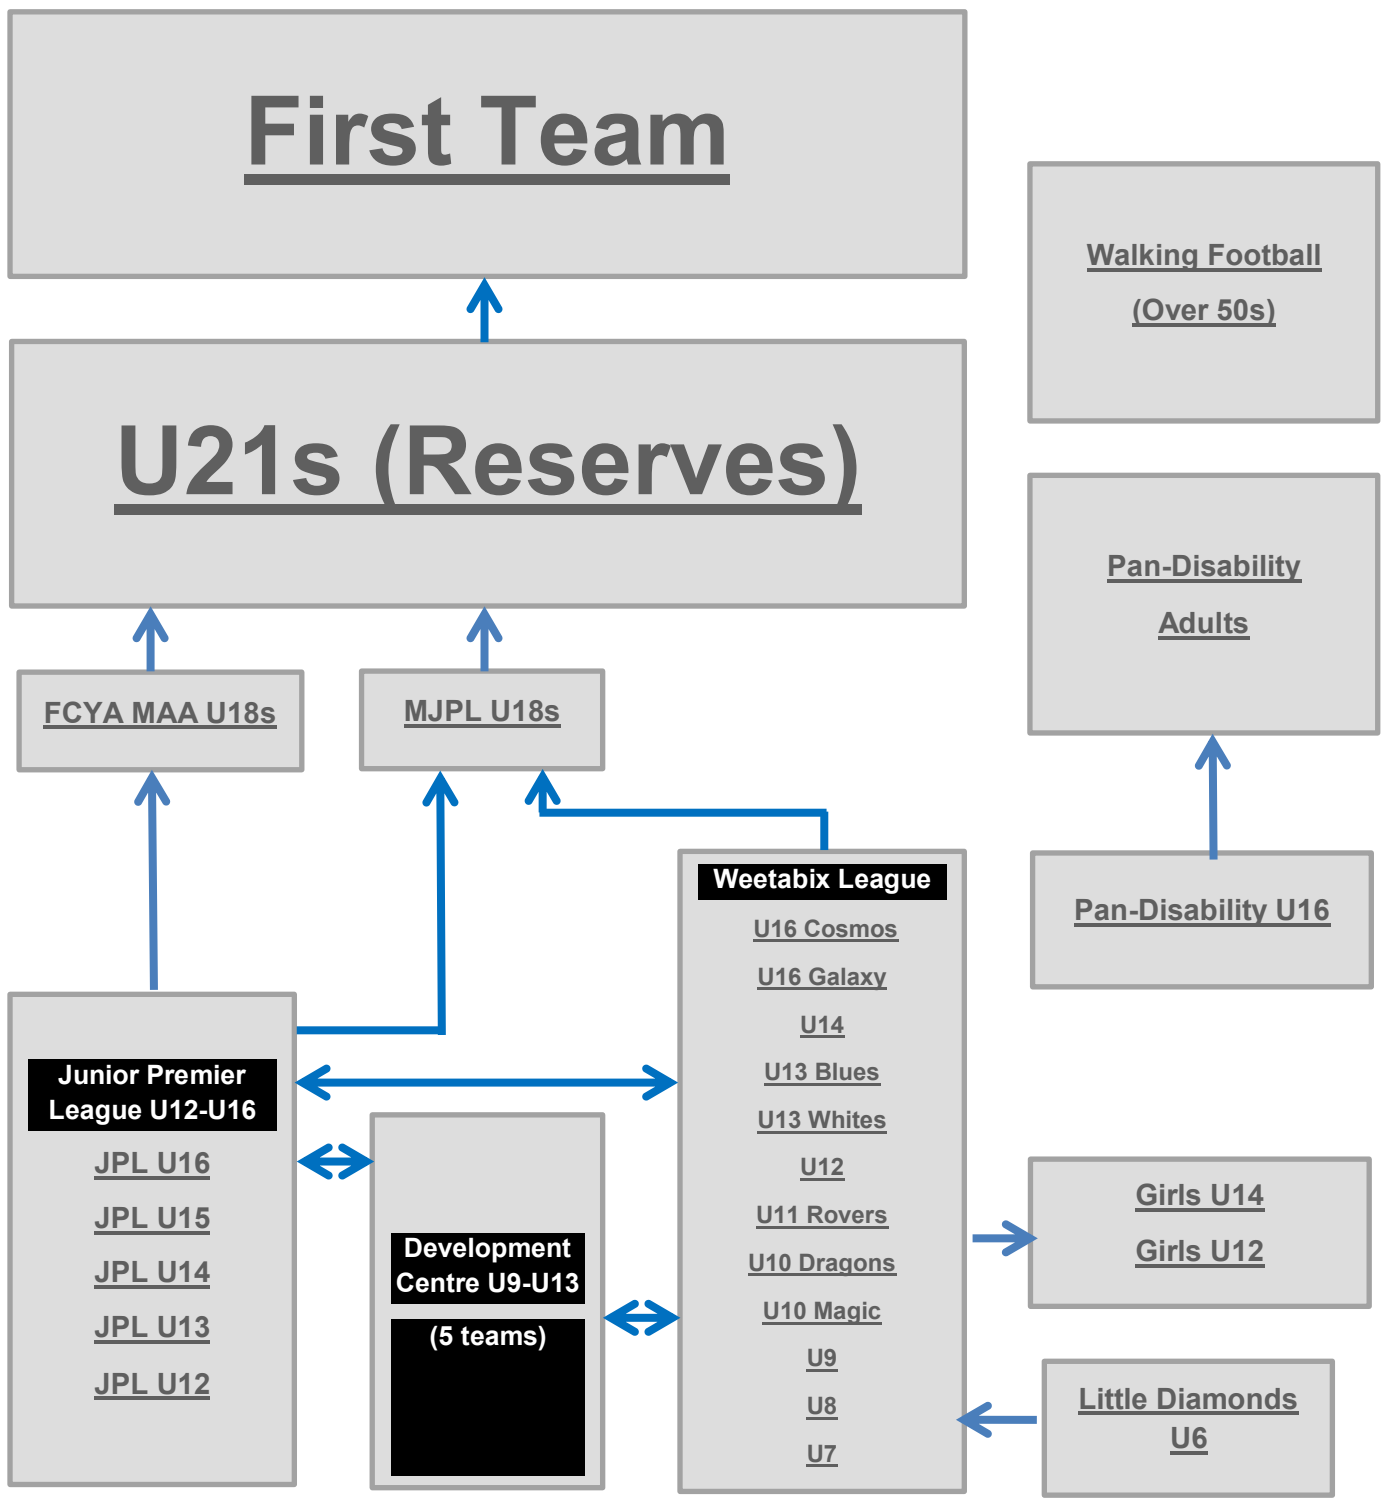 First Team
Walking Football
(Over 50s)
U21s (Reserves)
Pan-Disability
Adults
FCYA MAA U18s
MJPL U18s
Pan-Disability U16
Weetabix League
U16 Cosmos
U16 Galaxy
U14
U13 Blues
U13 Whites
U12
U11 Rovers
U10 Dragons
U10 Magic
U9
U8
U7
Junior Premier
League U12-U16
JPL U16
JPL U15
JPL U14
JPL U13
JPL U12
Development
Centre U9-U13
(5 teams)
Girls U14
Girls U12
Little Diamonds
U6